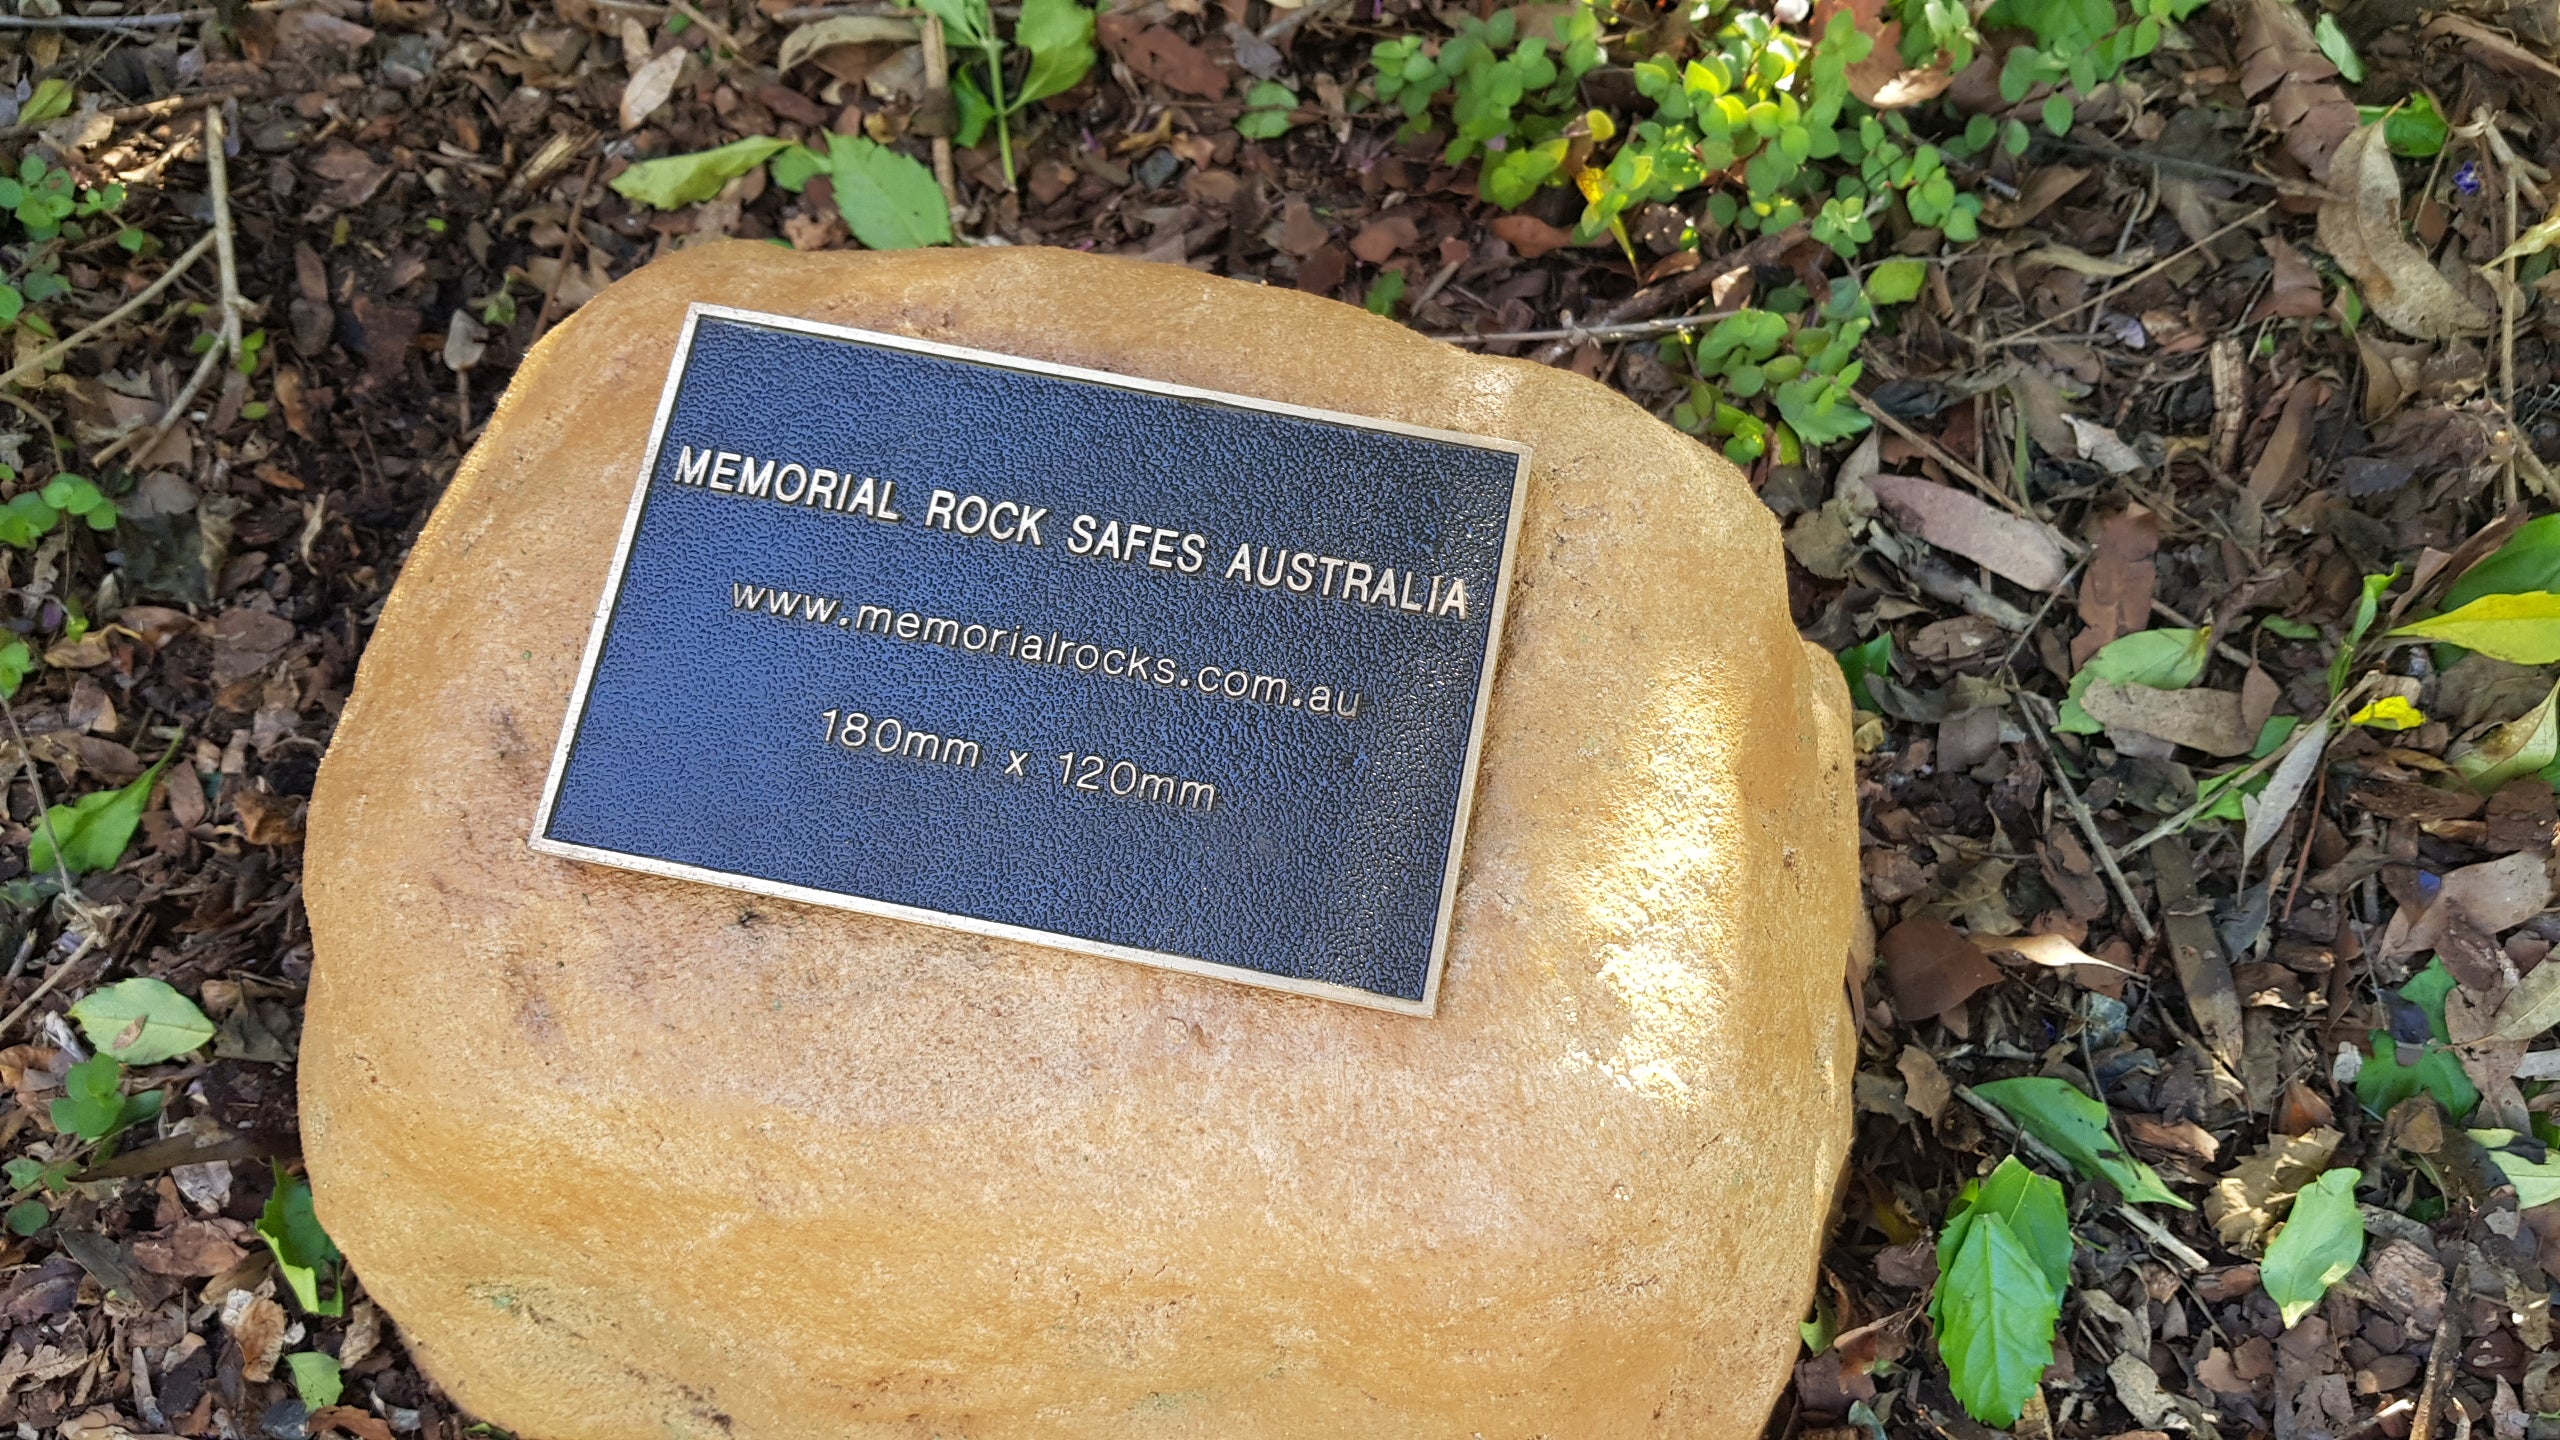 MEMORIAL ROCK SAFES AUSTRALIA
www.memorialrocks.com.au
180mm x 120mm